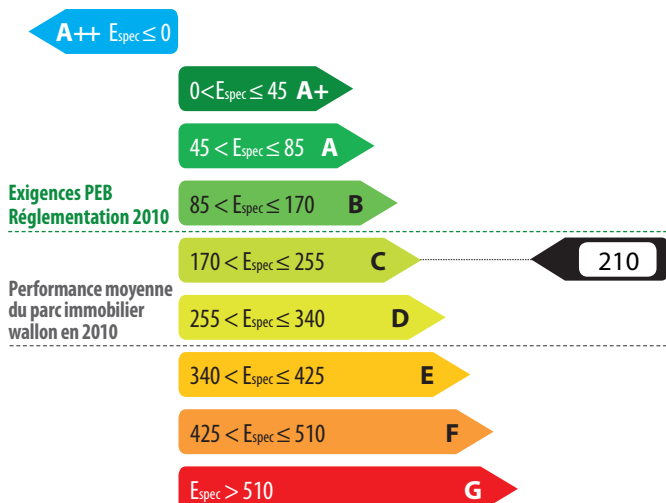 A++ Espec ≤ 0
0<Espec ≤ 45 A+
45 < Espec ≤ 85 A
Exigences PEB
Réglementation 2010
85 < Espec ≤ 170 B
170 < Espec ≤ 255 C
210
Performance moyenne
du parc immobilier
wallon en 2010
255 < Espec ≤ 340 D
340 < Espec ≤ 425 E
425 < Espec ≤ 510 F
Espec > 510 G